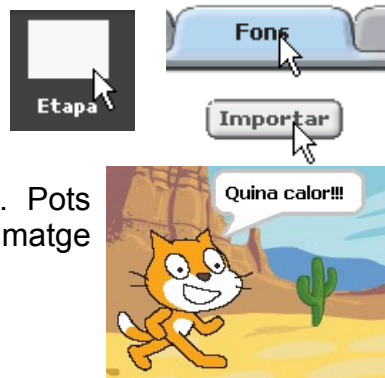 Etapa
Fons
Importar
. Pots
matge
Quina calor!!!